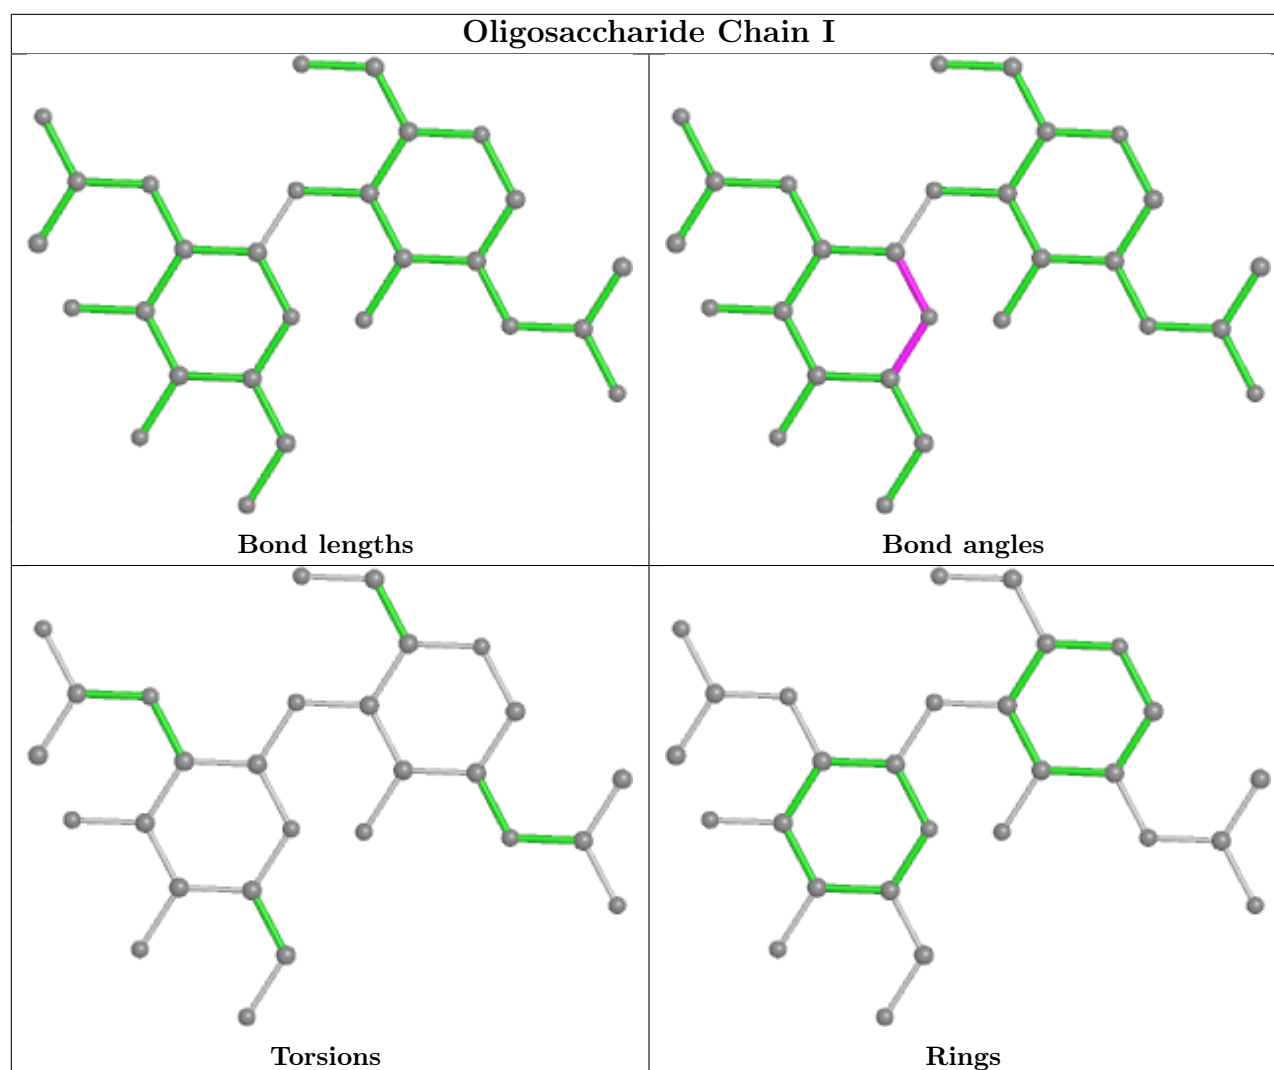 Oligosaccharide Chain I
Bond lengths
Bond angles
Torsions
Rings